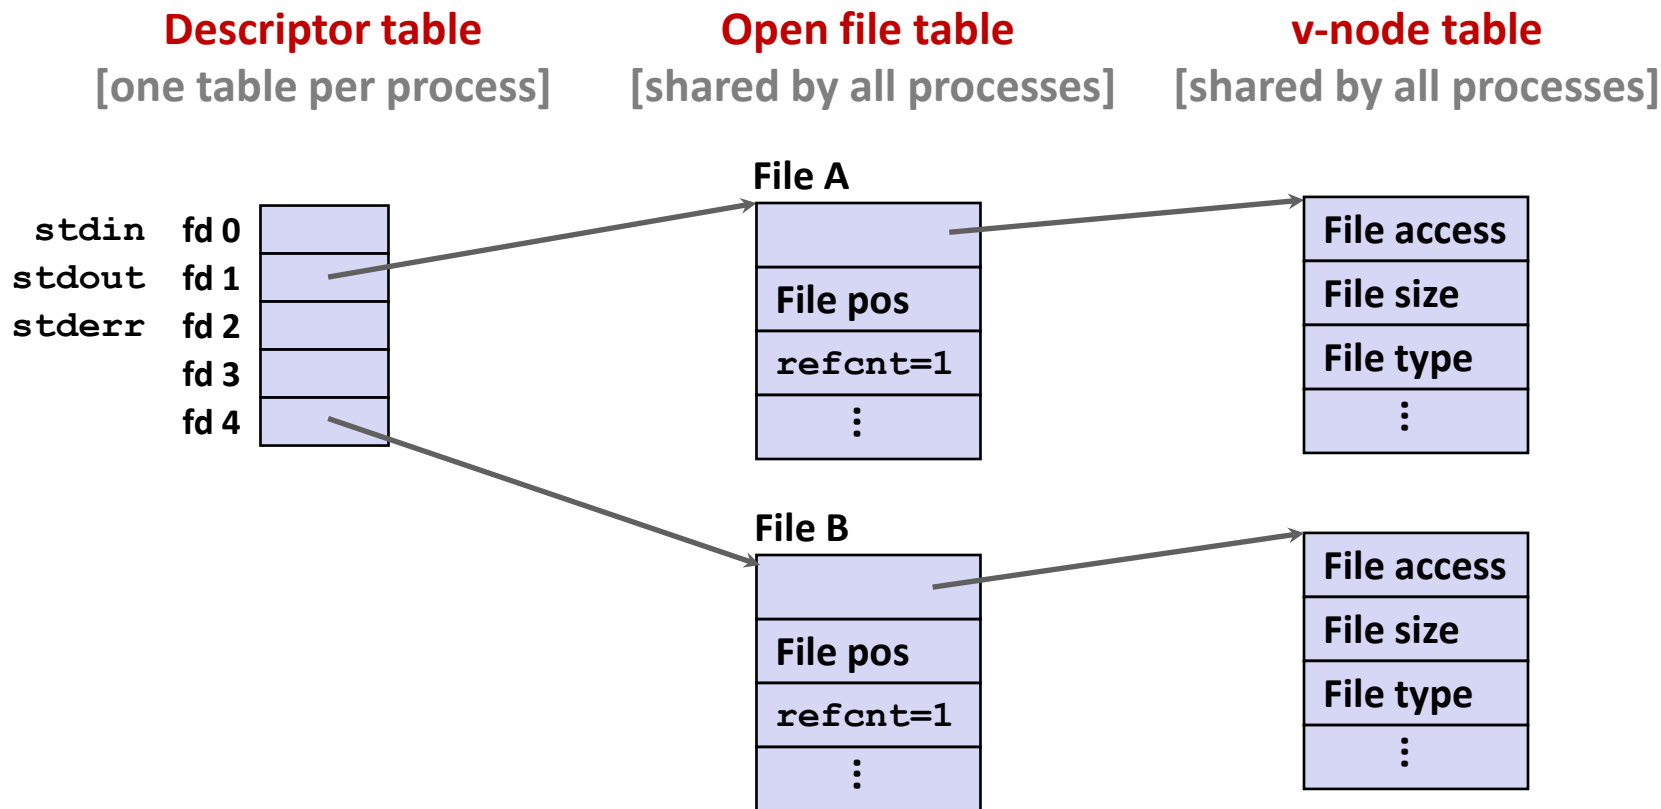 Descriptor table
[one table per process]
Open file table
[shared by all processes]
v-node table
[shared by all processes]
stdin fd 0
stdout fd 1
stderr fd 2
fd 3
fd 4
File A
File pos
refcnt=1
⋮
File access
File size
File type
⋮
File B
File pos
refcnt=1
⋮
File access
File size
File type
⋮